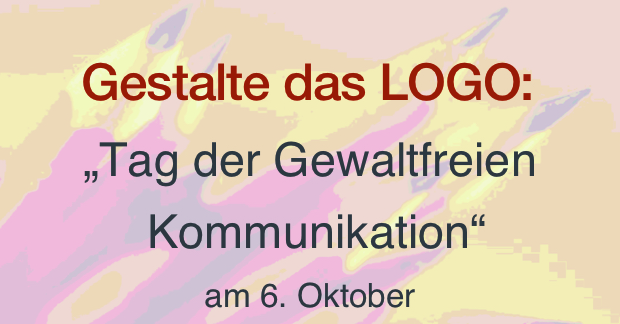 Gestalte das LOGO:
„Tag der Gewaltfreien
Kommunikation“
am 6. Oktober